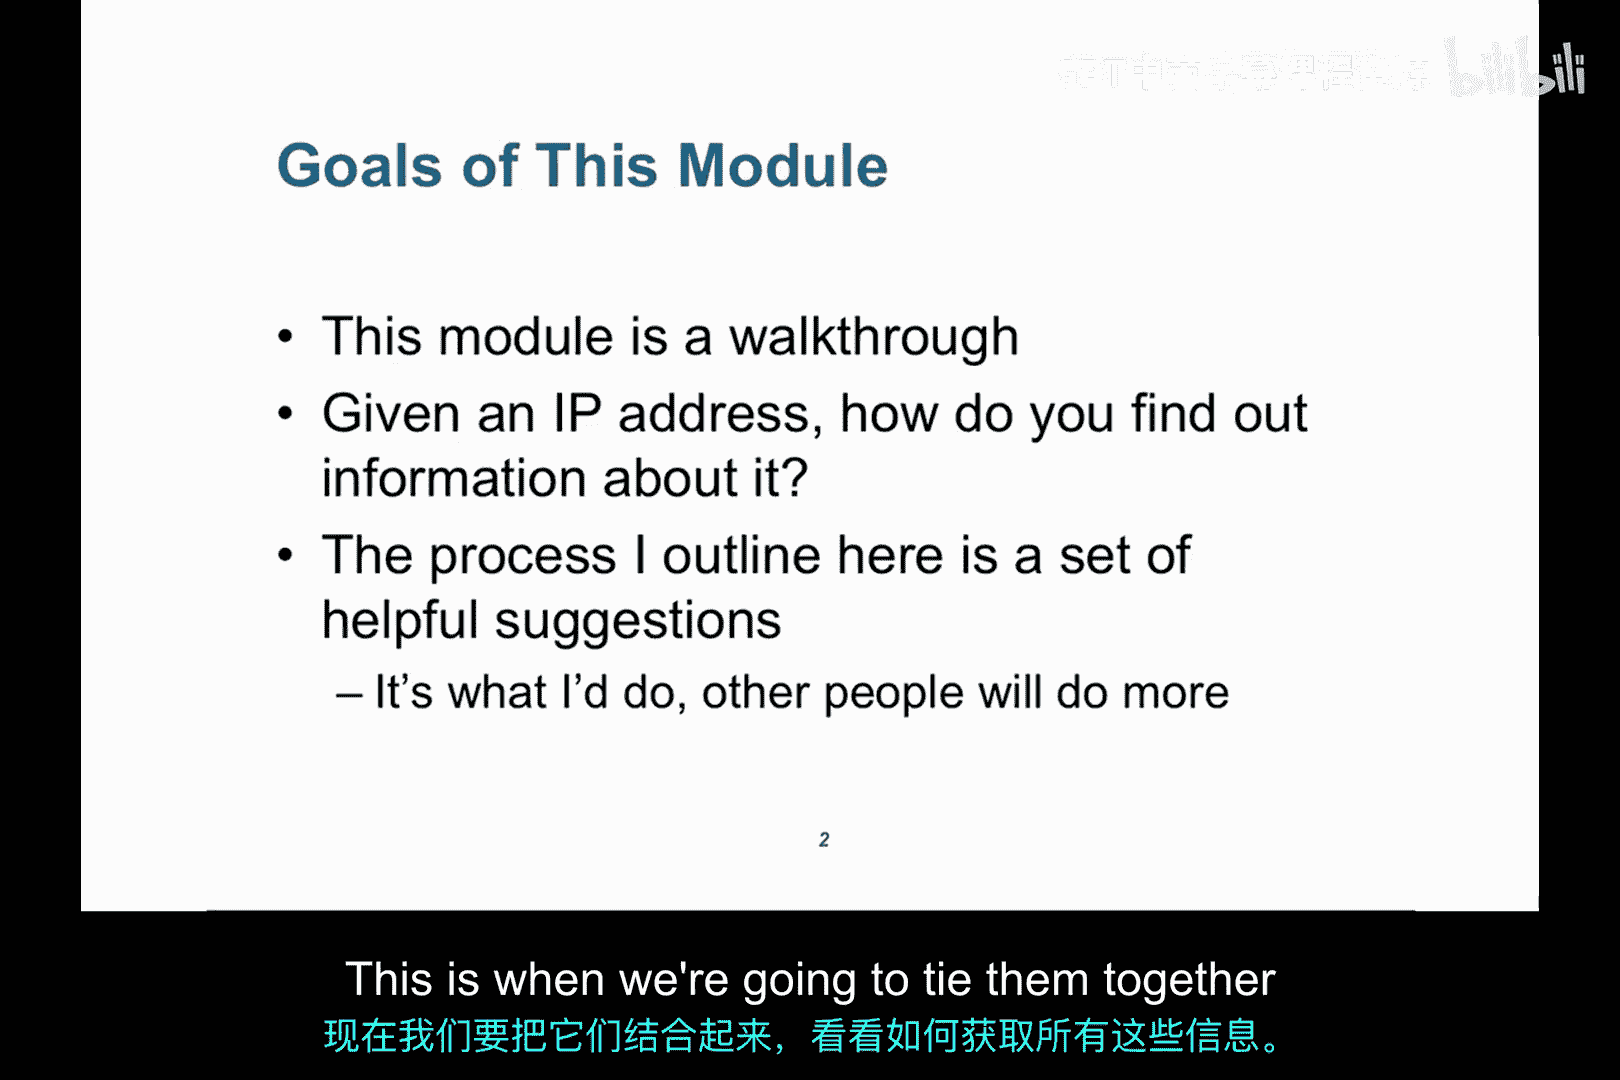 bilibili
Goals of This Module
• This module is a walkthrough
• Given an IP address, how do you find out
information about it?
• The process I outline here is a set of
helpful suggestions
– It’s what I’d do, other people will do more
2
This is when we're going to tie them together
现在我们要把它们结合起来，看看如何获取所有这些信息。